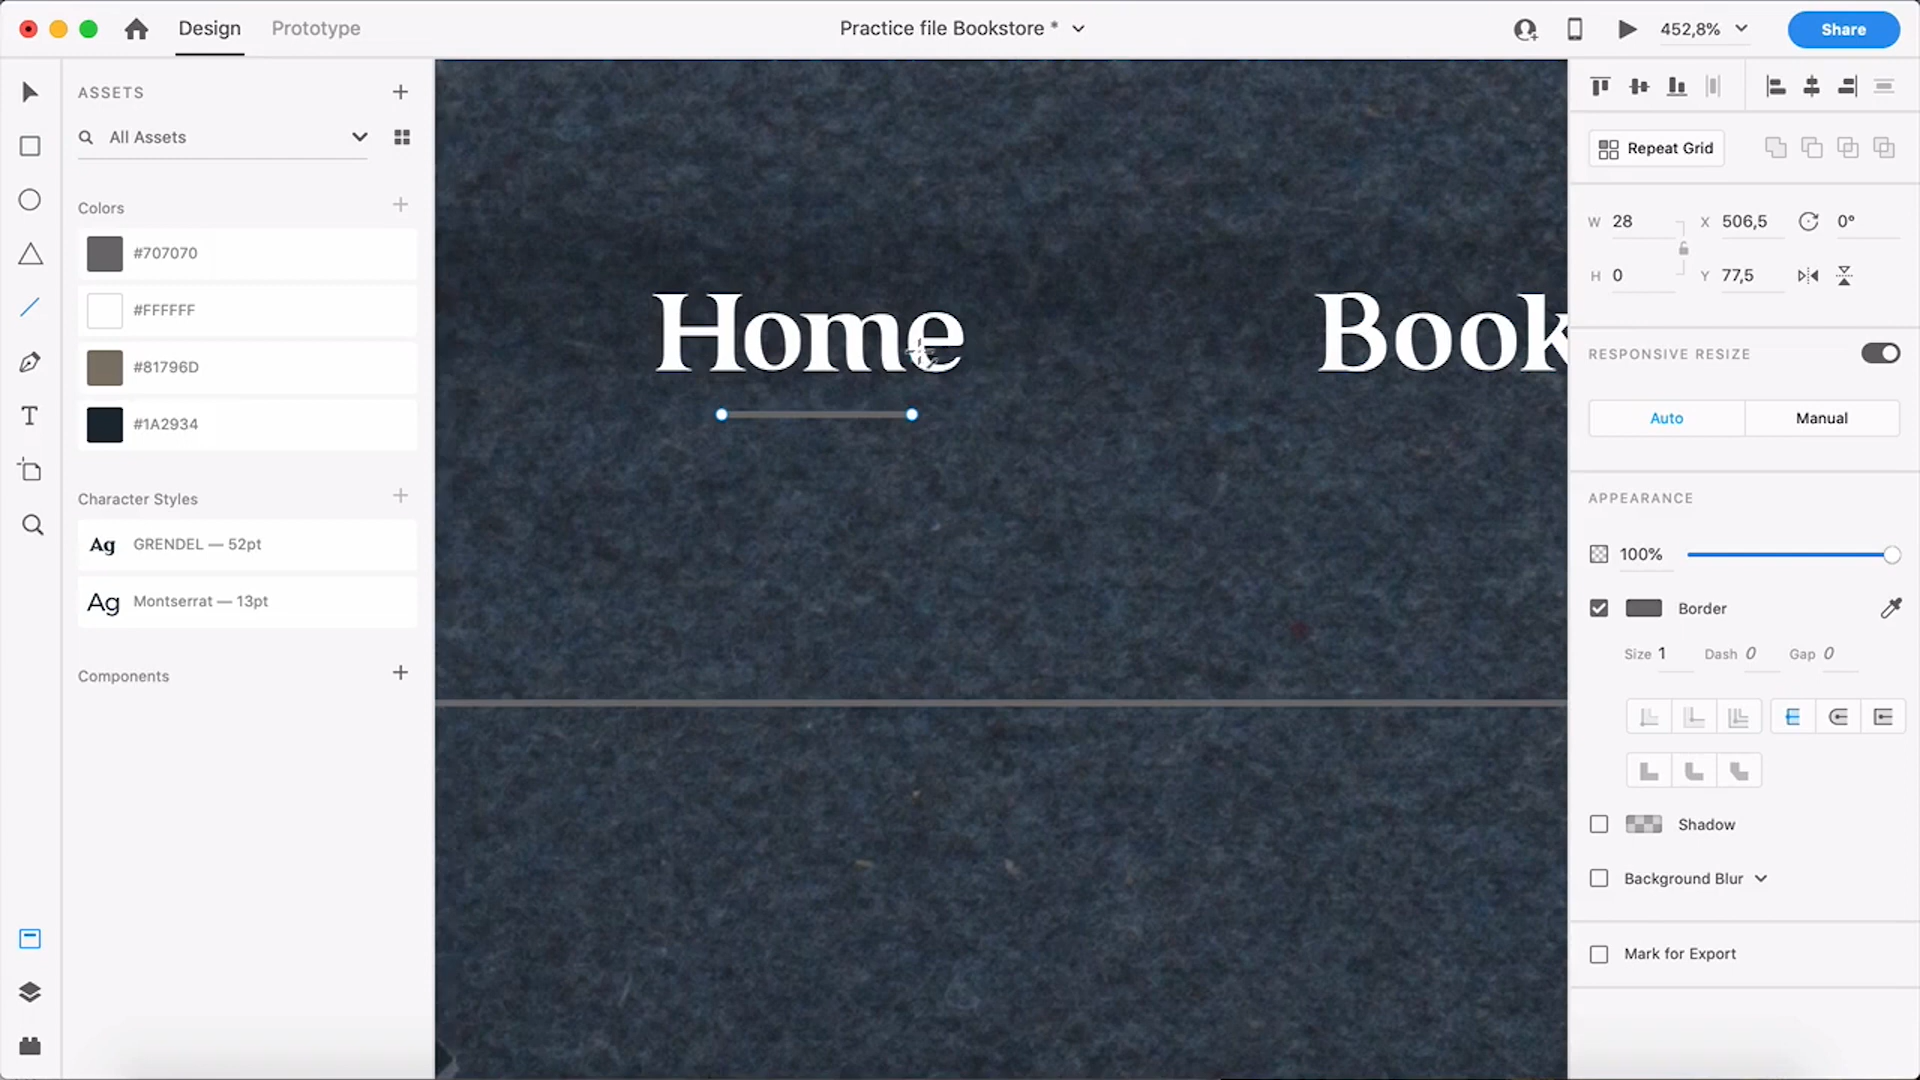 Design Prototype Practice file Bookstore * 452,8% Share
ASSETS
All Assets
Colors
#707070
#FFFFFF
#81796D
#1A2934
Character Styles
Ag GRENDEL — 52pt
Ag Montserrat — 13pt
Components
Home Book
Repeat Grid
W 28 X 506,5 0°
H 0 Y 77,5
RESPONSIVE RESIZE
Auto Manual
APPEARANCE
100%
Border
Size 1 Dash 0 Gap 0
Shadow
Background Blur
Mark for Export